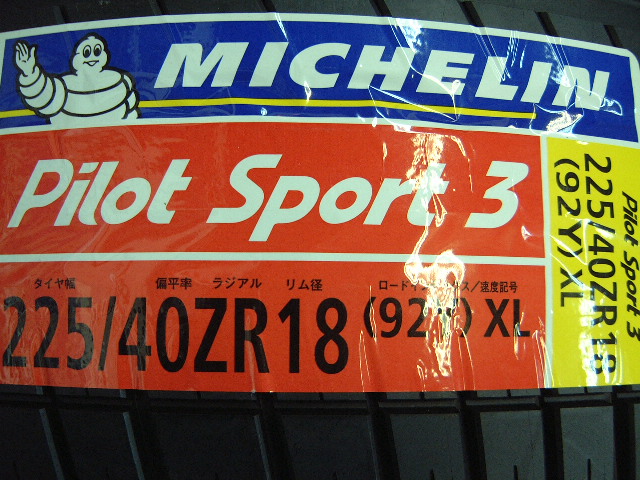 MICHELIN
Pilot Sport 3
タイヤ幅 偏平率 ラジアル リム径 /速度記号
225/40ZR18 XL
Pilot Sport 3
225/40ZR18
(92Y) XL